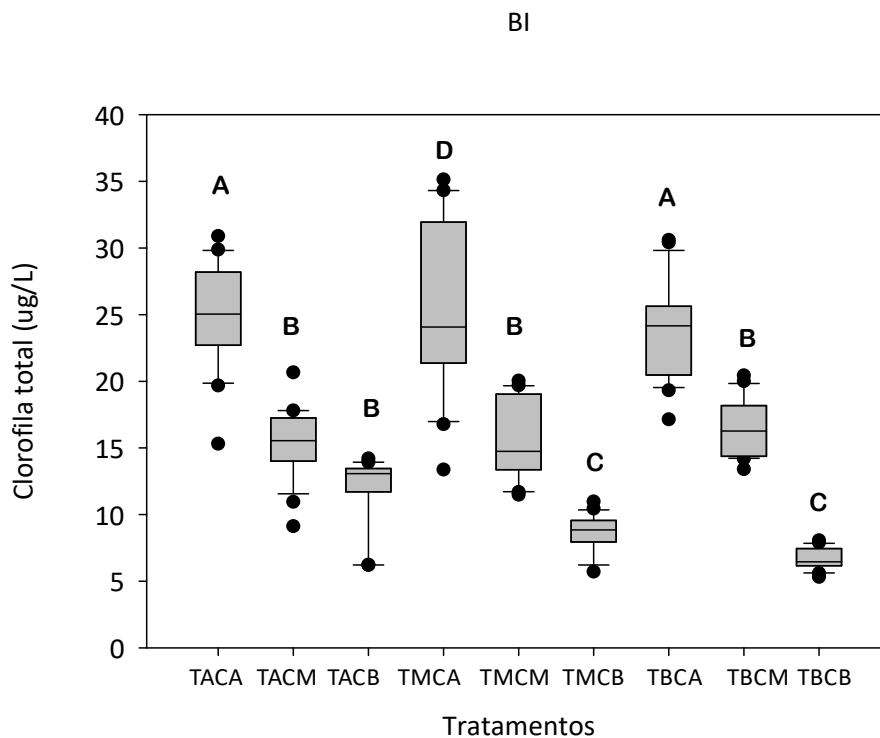 BI
Clorofila total (ug/L)
40
35
30
25
20
15
10
5
0
A
B
B
D
B
C
A
B
C
TACA TACM TACB TMCA TMCM TMCB TBCA TBCM TBCB
Tratamentos